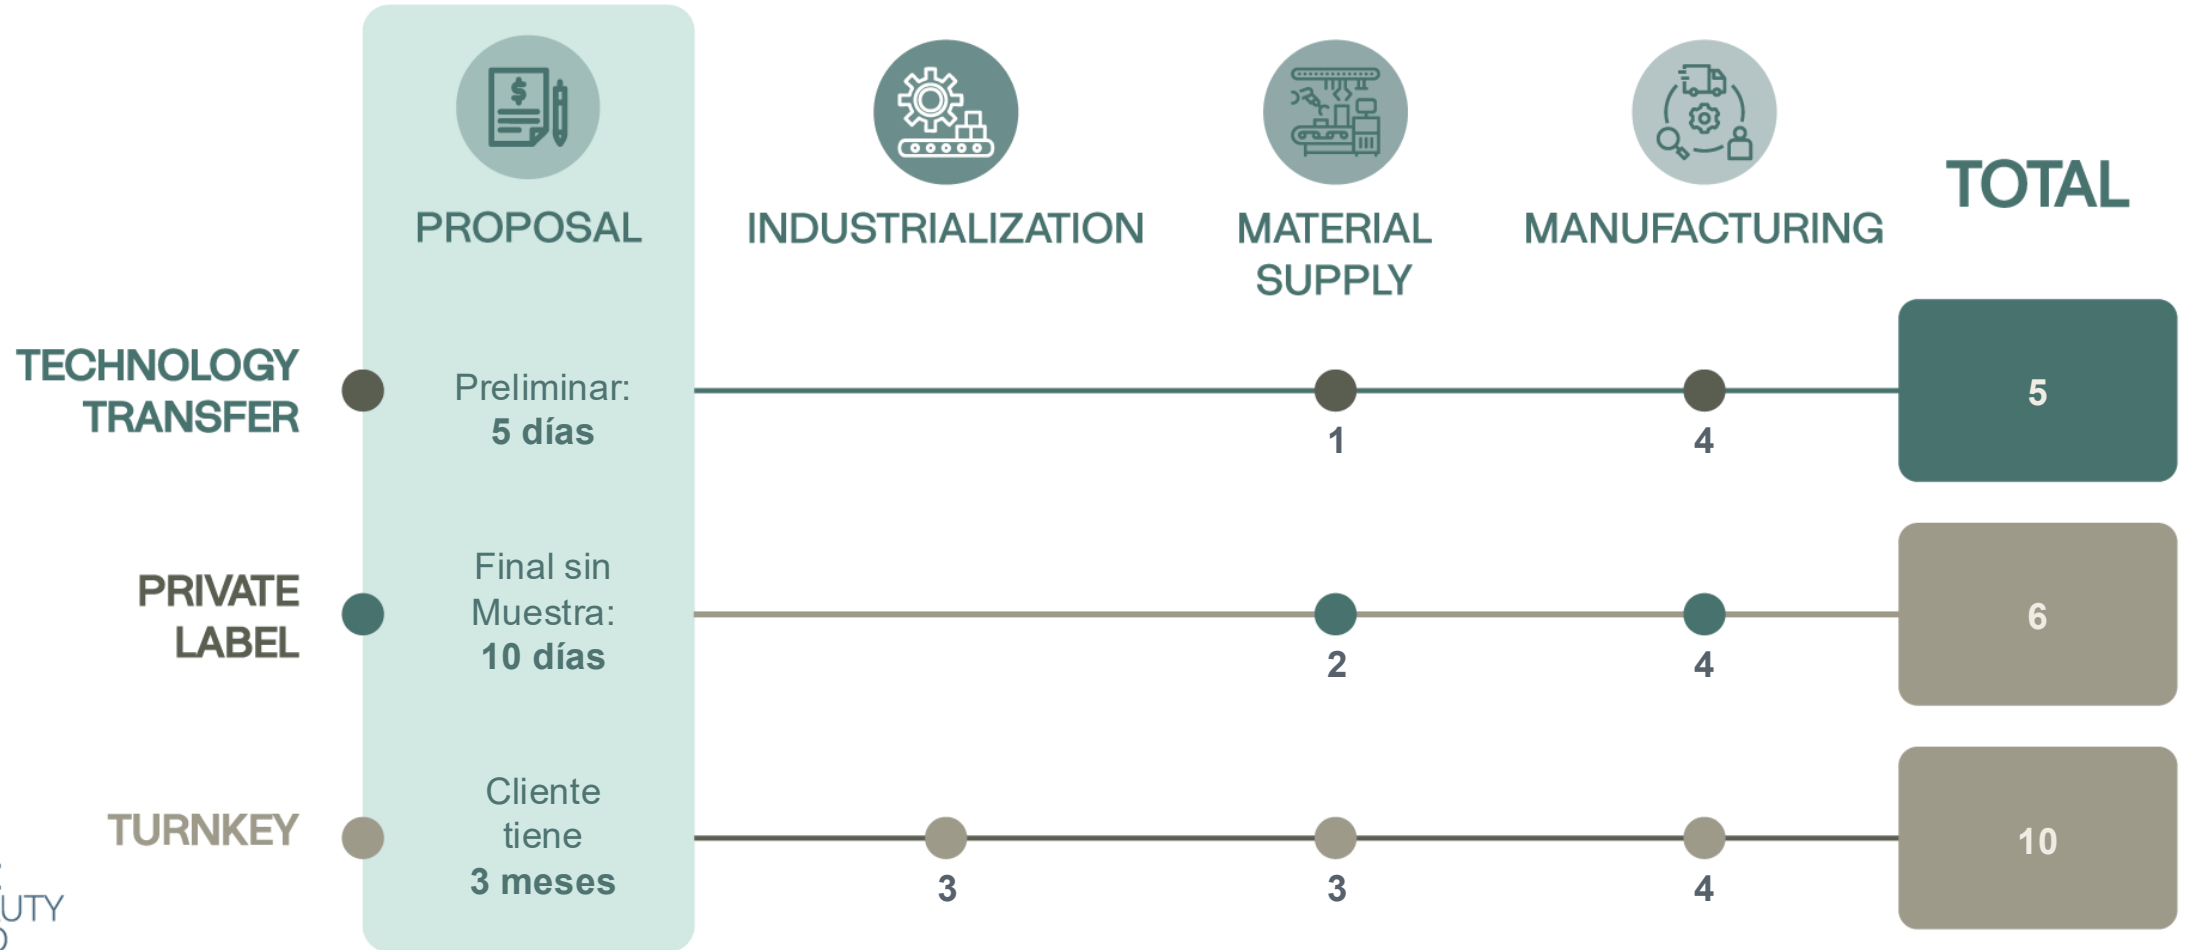 PROPOSAL
INDUSTRIALIZATION
MATERIAL
SUPPLY
MANUFACTURING
TOTAL
TECHNOLOGY
TRANSFER
Preliminar:
5 días
1
4
5
PRIVATE
LABEL
Final sin
Muestra:
10 días
2
4
6
TURNKEY
Cliente
tiene
3 meses
3
3
4
10